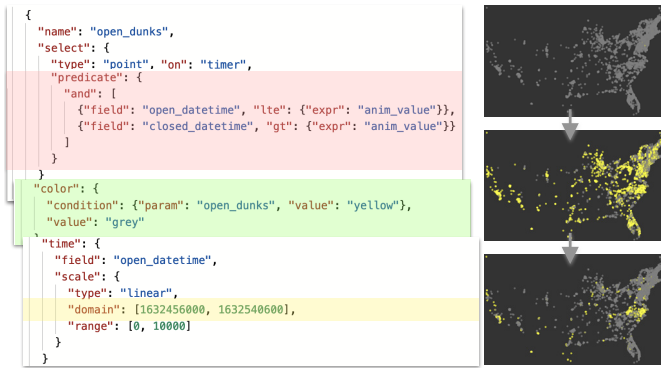 {
"name": "open_dunks",
"select": {
"type": "point", "on": "timer",
"predicate": {
"and": [
{"field": "open_datetime", "lte": {"expr": "anim_value"}},
{"field": "closed_datetime", "gt": {"expr": "anim_value"}}
]
}
}
"color": {
"condition": {"param": "open_dunks", "value": "yellow"},
"value": "grey"
"time": {
"field": "open_datetime",
"scale": {
"type": "linear",
"domain": [1632456000, 1632540600],
"range": [0, 10000]
}
}